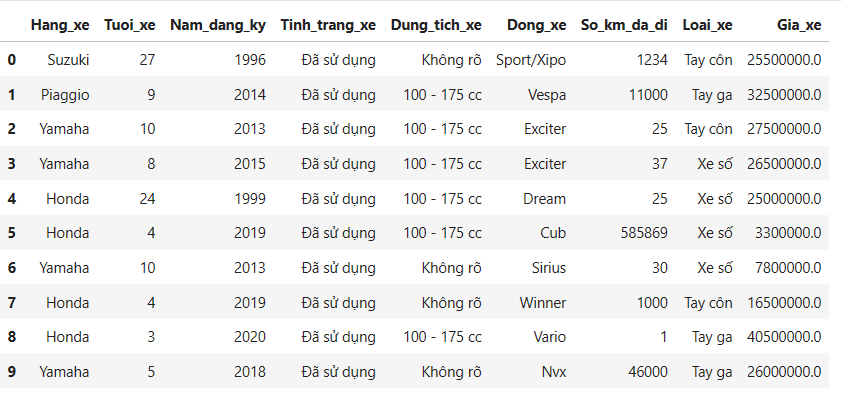 Hang_xe Tuoi_xe Nam_dang_ky Tinh_trang_xe Dung_tich_xe Dong_xe So_km_da_di Loai_xe Gia_xe
0 Suzuki 27 1996 Đã sử dụng Không rõ Sport/Xipo 1234 Tay côn 25500000.0
1 Piaggio 9 2014 Đã sử dụng 100 - 175 cc Vespa 11000 Tay ga 32500000.0
2 Yamaha 10 2013 Đã sử dụng 100 - 175 cc Exciter 25 Tay côn 27500000.0
3 Yamaha 8 2015 Đã sử dụng 100 - 175 cc Exciter 37 Xe số 26500000.0
4 Honda 24 1999 Đã sử dụng 100 - 175 cc Dream 25 Xe số 25000000.0
5 Honda 4 2019 Đã sử dụng 100 - 175 cc Cub 585869 Xe số 3300000.0
6 Yamaha 10 2013 Đã sử dụng Không rõ Sirius 30 Xe số 7800000.0
7 Honda 4 2019 Đã sử dụng Không rõ Winner 1000 Tay côn 16500000.0
8 Honda 3 2020 Đã sử dụng 100 - 175 cc Vario 1 Tay ga 40500000.0
9 Yamaha 5 2018 Đã sử dụng Không rõ Nvx 46000 Tay ga 26000000.0